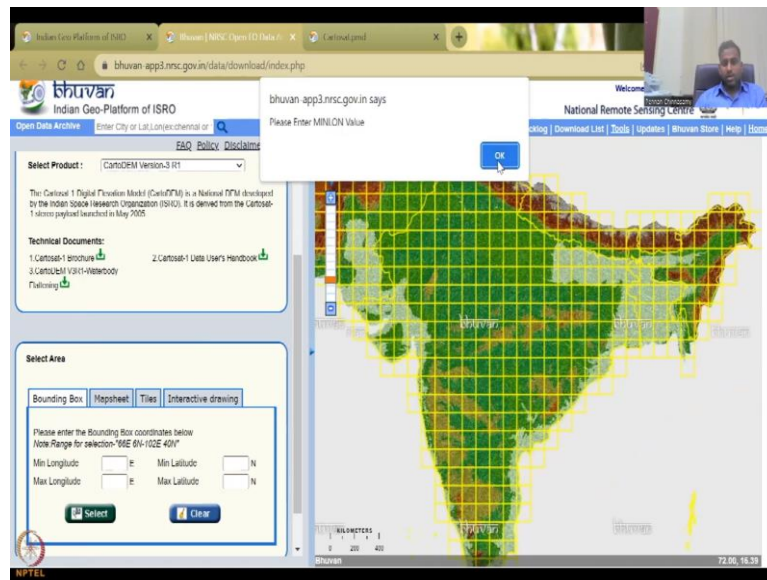 Indian Geo-Platform of ISRO
Bhuvan | NRSC Open EO Data Ar
Cartosat.pmd
bhuvan-app3.nrsc.gov.in/data/download/index.php
bhuvan
Indian Geo-Platform of ISRO
Welcome
National Remote Sensing Centre
bhuvan-app3.nrsc.gov.in says
Please Enter MINLON Value
OK
Open Data Archive
Enter City or Lat,Lon(ex:chennai or
Download List | Tools | Updates | Bhuvan Store | Help | Home
FAQ Policy Disclaime
Select Product :
CartoDEM Version-3 R1
The Cartosat 1 Digital Elevation Model (CartoDEM) is a National DEM developed
by the Indian Space Research Organization (ISRO). It is derived from the Cartosat-
1 stereo payload launched in May 2005
Technical Documents:
1.Cartosat-1 Brochure
2.Cartosat-1 Data User's Handbook
3.CartoDEM V3R1-Waterbody
Flattening
Select Area
Bounding Box
Mapsheet
Tiles
Interactive drawing
Please enter the Bounding Box coordinates below
Note:Range for selection-"66E 6N-102E 40N"
Min Longitude E Min Latitude N
Max Longitude E Max Latitude N
Select
Clear
bhuvan
bhuvan
bhuvan
bhuvan
KILOMETERS
0 200 400
Bhuvan
72.00, 16.39
NPTEL